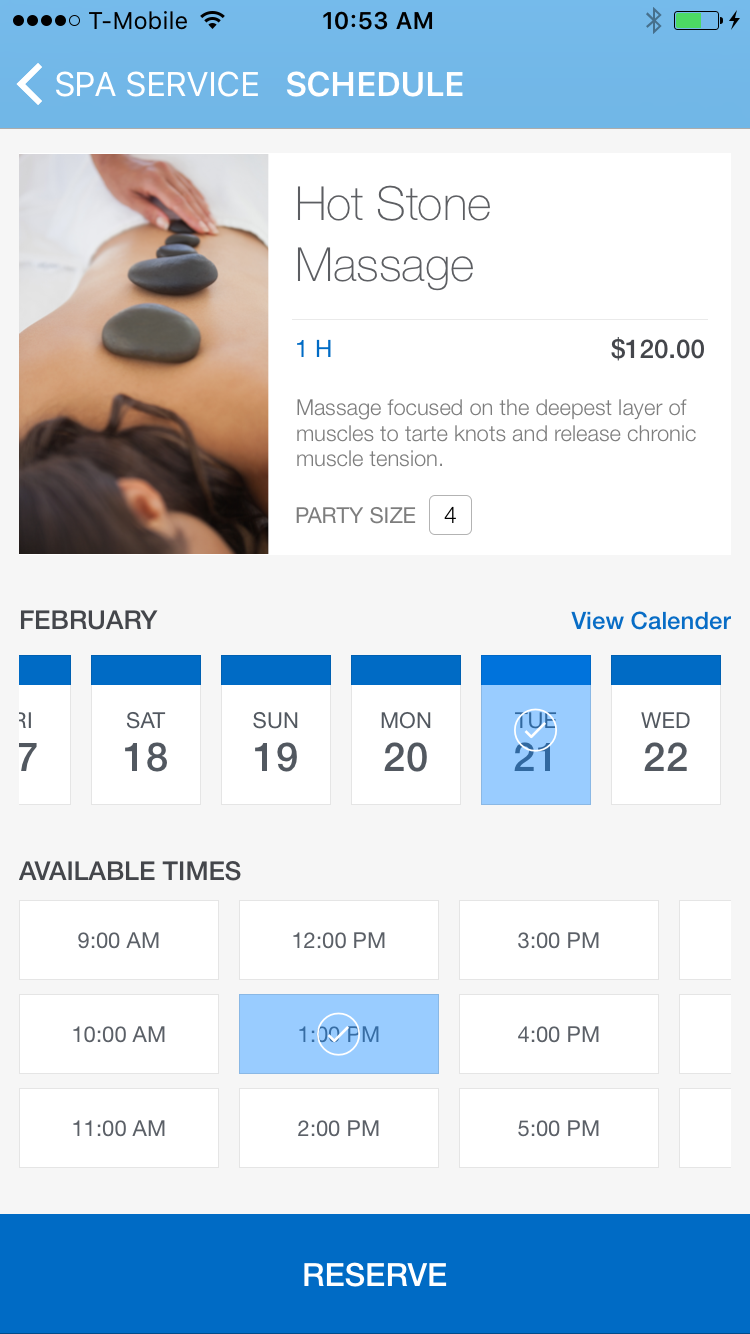 T-Mobile 10:53 AM
SPA SERVICE SCHEDULE
Hot Stone
Massage
1 H $120.00
Massage focused on the deepest layer of
muscles to tarte knots and release chronic
muscle tension.
PARTY SIZE 4
FEBRUARY View Calender
RI SAT SUN MON TUE WED
7 18 19 20 21 22
AVAILABLE TIMES
9:00 AM 12:00 PM 3:00 PM
10:00 AM 1:00 PM 4:00 PM
11:00 AM 2:00 PM 5:00 PM
RESERVE